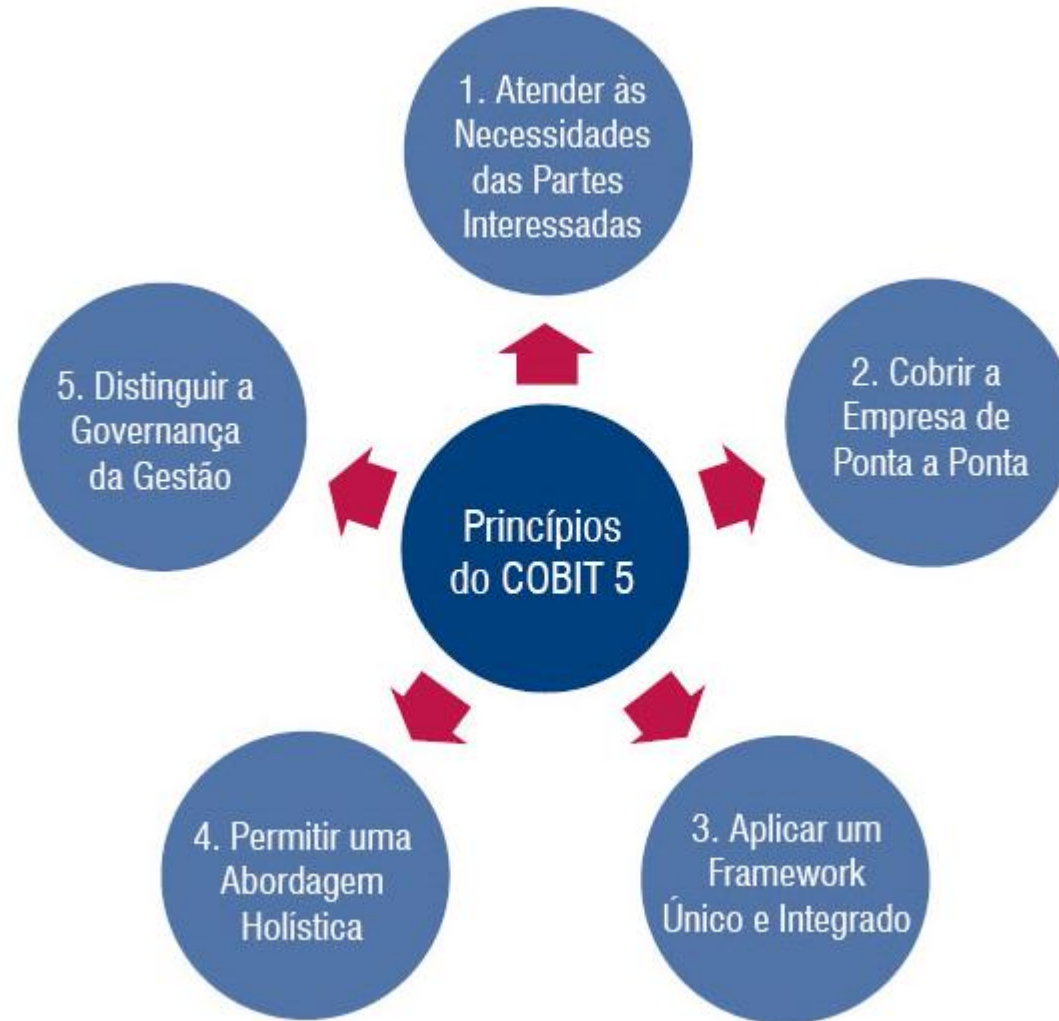 1. Atender às
Necessidades
das Partes
Interessadas
2. Cobrir a
Empresa de
Ponta a Ponta
3. Aplicar um
Framework
Único e Integrado
4. Permitir uma
Abordagem
Holística
5. Distinguir a
Governança
da Gestão
Princípios
do COBIT 5